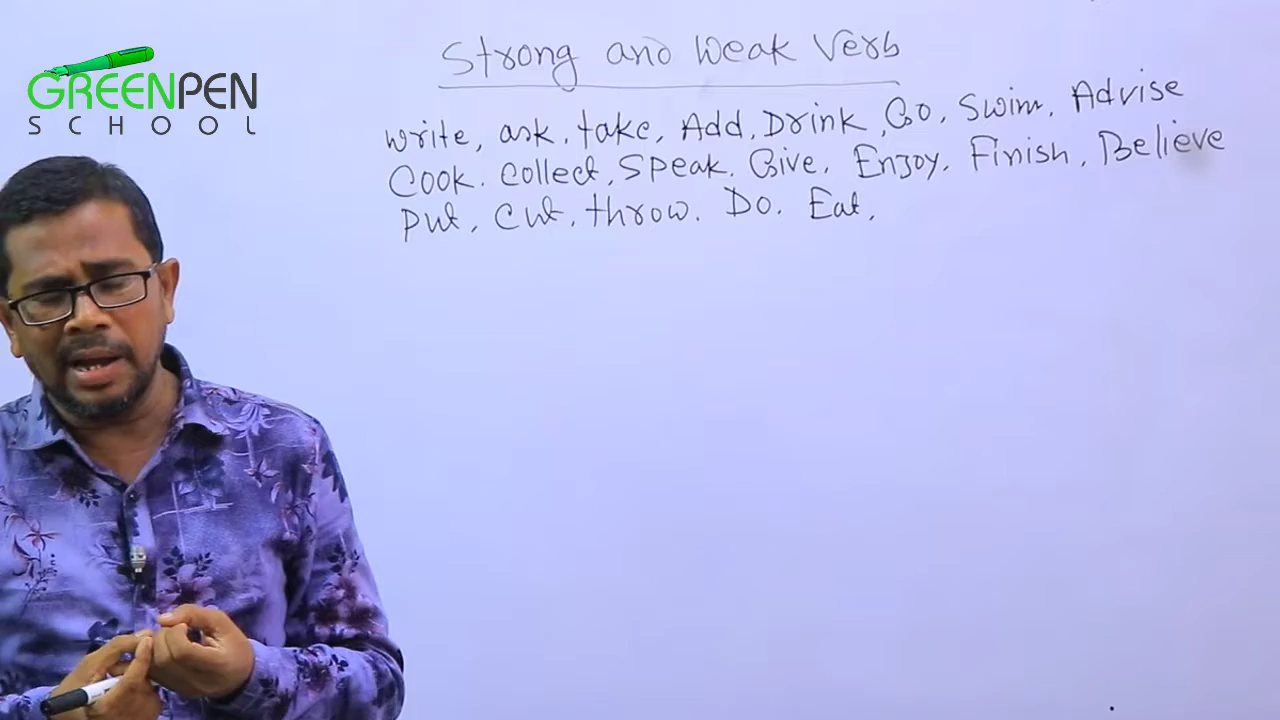 GREENPEN
SCHOOL
Strong and Weak Verb
Write, ask, take, Add, Drink, Go, Swim, Advise
Cook. Collect, Speak. Give, Enjoy, Finish, Believe
Put, Cut, throw. Do. Eat,